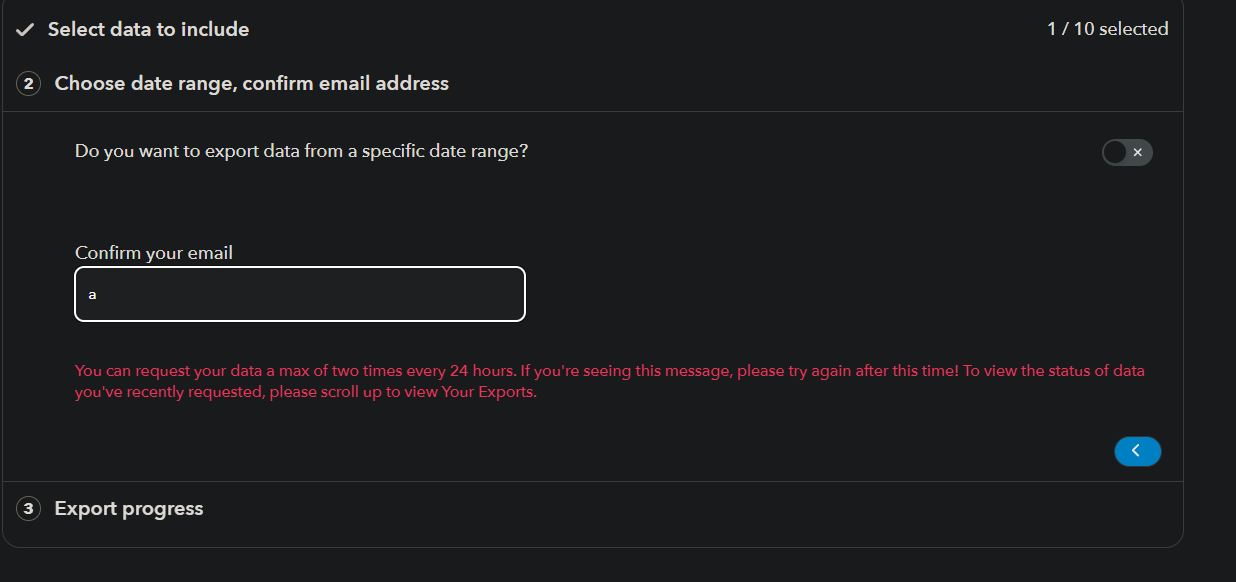 Select data to include
1 / 10 selected
2
Choose date range, confirm email address
Do you want to export data from a specific date range?
Confirm your email
a
You can request your data a max of two times every 24 hours. If you're seeing this message, please try again after this time! To view the status of data
you've recently requested, please scroll up to view Your Exports.
3
Export progress